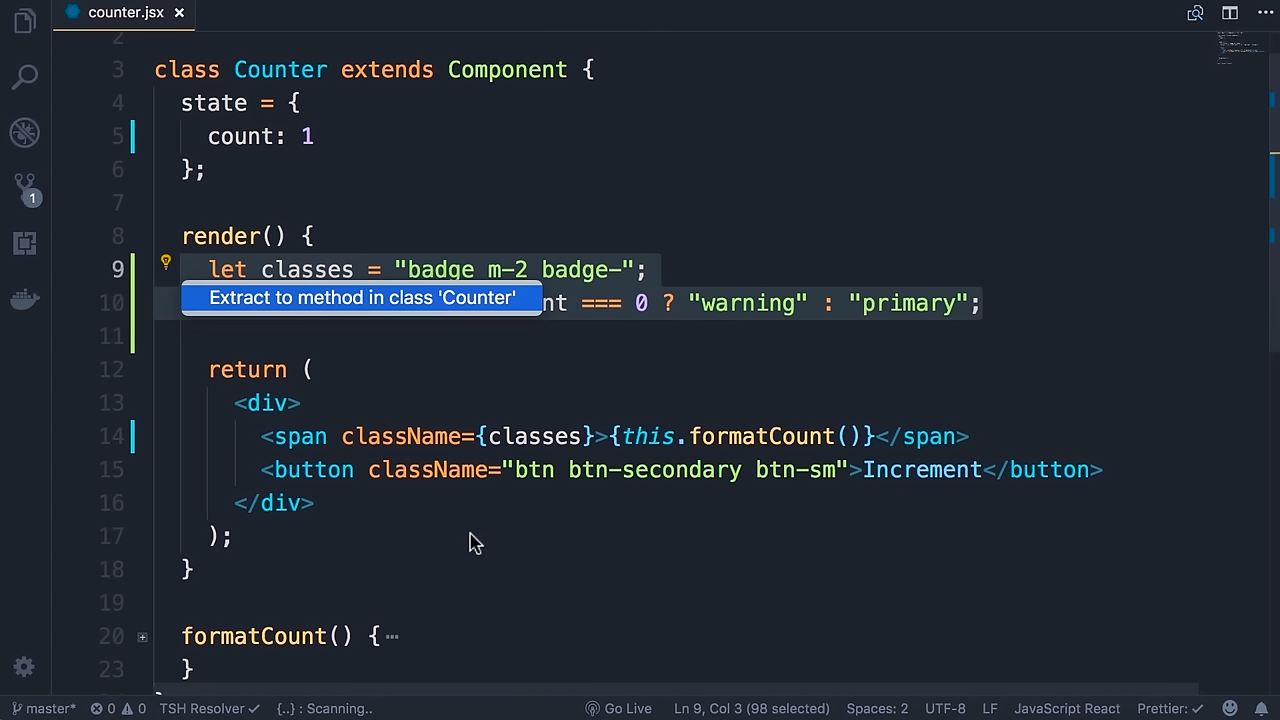 counter.jsx ×
2
3 class Counter extends Component {
4 state = {
5 count: 1
6 };
7
8 render() {
9 let classes = "badge m-2 badge-";
Extract to method in class 'Counter'
10 nt === 0 ? "warning" : "primary";
11
12 return (
13 <div>
14 <span className={classes}>{this.formatCount()}</span>
15 <button className="btn btn-secondary btn-sm">Increment</button>
16 </div>
17 );
18 }
19
20 formatCount() {
23 }
1
master* 0 0 TSH Resolver {..} : Scanning.. Go Live Ln 9, Col 3 (98 selected) Spaces: 2 UTF-8 LF JavaScript React Prettier: